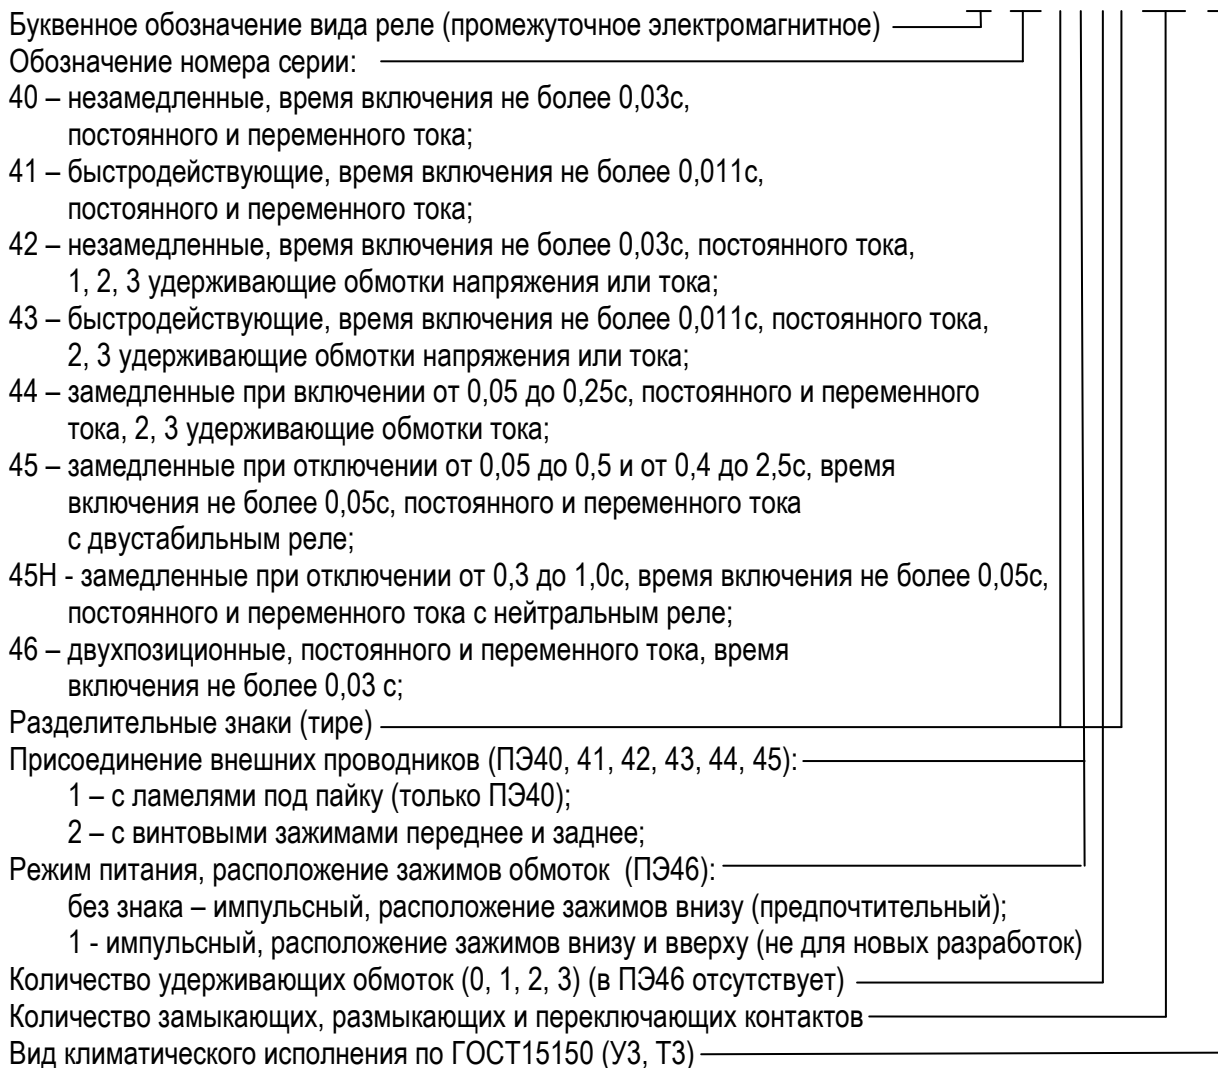 Буквенное обозначение вида реле (промежуточное электромагнитное)
Обозначение номера серии:
40 – незамедленные, время включения не более 0,03с,
постоянного и переменного тока;
41 – быстродействующие, время включения не более 0,011с,
постоянного и переменного тока;
42 – незамедленные, время включения не более 0,03с, постоянного тока,
1, 2, 3 удерживающие обмотки напряжения или тока;
43 – быстродействующие, время включения не более 0,011с, постоянного тока,
2, 3 удерживающие обмотки напряжения или тока;
44 – замедленные при включении от 0,05 до 0,25с, постоянного и переменного
тока, 2, 3 удерживающие обмотки тока;
45 – замедленные при отключении от 0,05 до 0,5 и от 0,4 до 2,5с, время
включения не более 0,05с, постоянного и переменного тока
с двустабильным реле;
45Н - замедленные при отключении от 0,3 до 1,0с, время включения не более 0,05с,
постоянного и переменного тока с нейтральным реле;
46 – двухпозиционные, постоянного и переменного тока, время
включения не более 0,03 с;
Разделительные знаки (тире)
Присоединение внешних проводников (ПЭ40, 41, 42, 43, 44, 45):
1 – с ламелями под пайку (только ПЭ40);
2 – с винтовыми зажимами переднее и заднее;
Режим питания, расположение зажимов обмоток (ПЭ46):
без знака – импульсный, расположение зажимов внизу (предпочтительный);
1 - импульсный, расположение зажимов внизу и вверху (не для новых разработок)
Количество удерживающих обмоток (0, 1, 2, 3) (в ПЭ46 отсутствует)
Количество замыкающих, размыкающих и переключающих контактов
Вид климатического исполнения по ГОСТ15150 (У3, Т3)